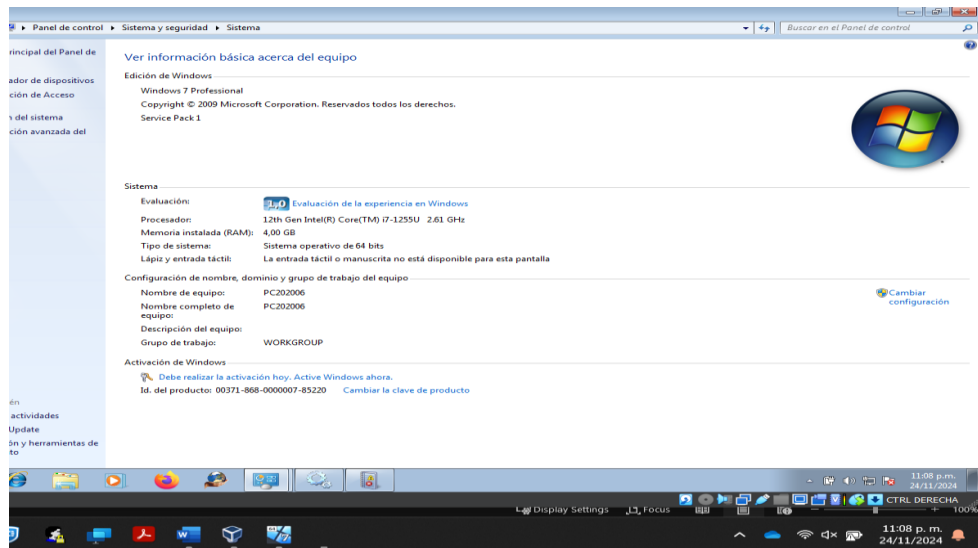 Panel de control ▸ Sistema y seguridad ▸ Sistema
Buscar en el Panel de control
rincipal del Panel de
ador de dispositivos
ción de Acceso
n del sistema
ción avanzada del
Ver información básica acerca del equipo
Edición de Windows
Windows 7 Professional
Copyright © 2009 Microsoft Corporation. Reservados todos los derechos.
Service Pack 1
Sistema
Evaluación: 1,0 Evaluación de la experiencia en Windows
Procesador: 12th Gen Intel(R) Core(TM) i7-1255U 2.61 GHz
Memoria instalada (RAM): 4,00 GB
Tipo de sistema: Sistema operativo de 64 bits
Lápiz y entrada táctil: La entrada táctil o manuscrita no está disponible para esta pantalla
Configuración de nombre, dominio y grupo de trabajo del equipo
Nombre de equipo: PC202006
Nombre completo de equipo: PC202006
Descripción del equipo:
Grupo de trabajo: WORKGROUP
Cambiar
configuración
Activación de Windows
Debe realizar la activación hoy. Active Windows ahora.
Id. del producto: 00371-868-0000007-85220 Cambiar la clave de producto
én
actividades
Update
ón y herramientas de
to
11:08 p.m.
24/11/2024
CTRL DERECHA
Display Settings Focus
100%
11:08 p. m.
24/11/2024